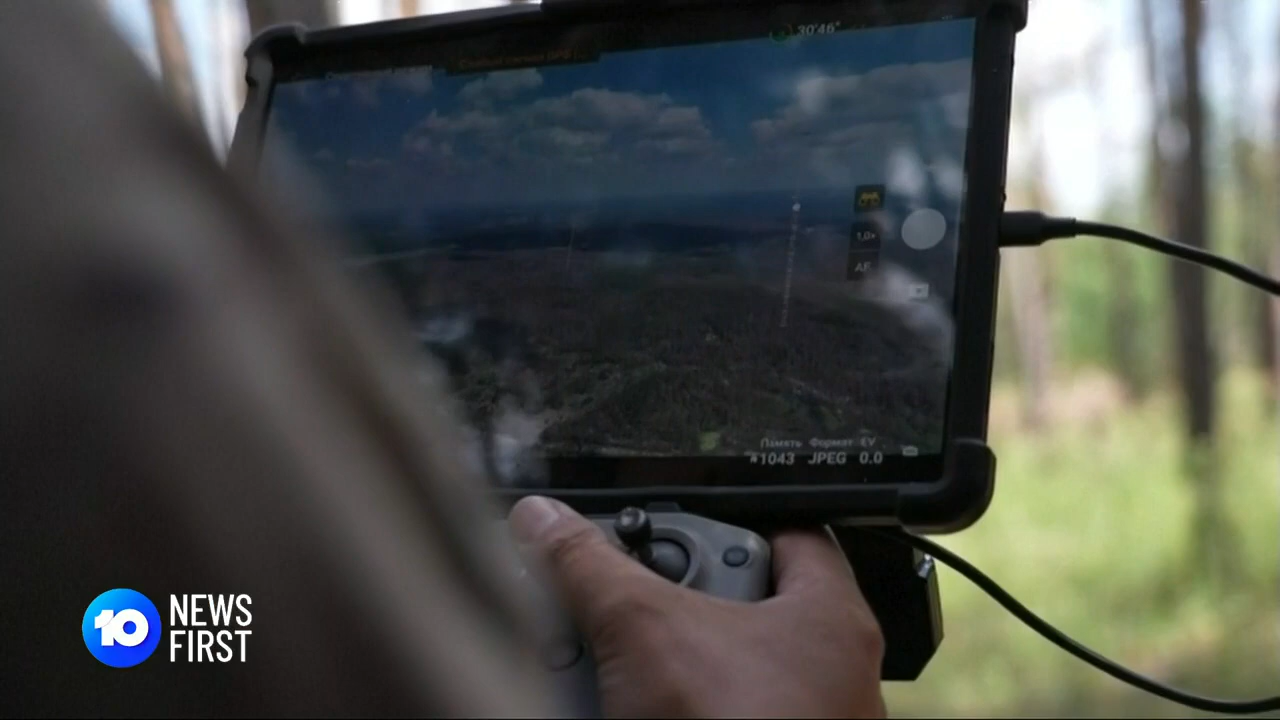 30'46"
1.0x
AF
Память Формат EV
#1043 JPEG 0.0
10 NEWS
FIRST